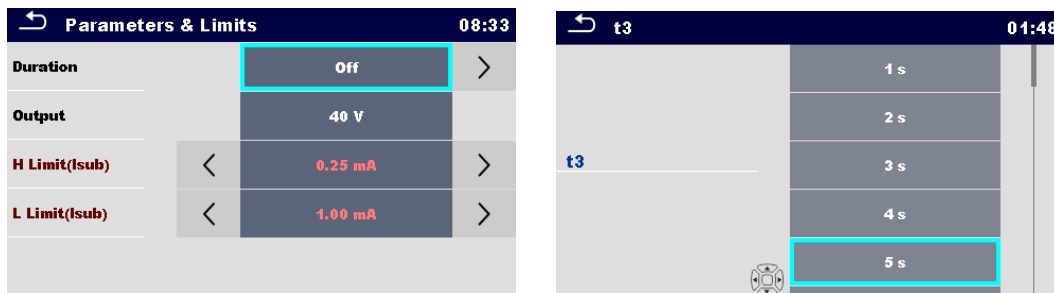 Parameters & Limits 08:33
Duration Off
Output 40 V
H Limit(Isub) 0.25 mA
L Limit(Isub) 1.00 mA
t3 01:48
1 s
2 s
t3 3 s
4 s
5 s